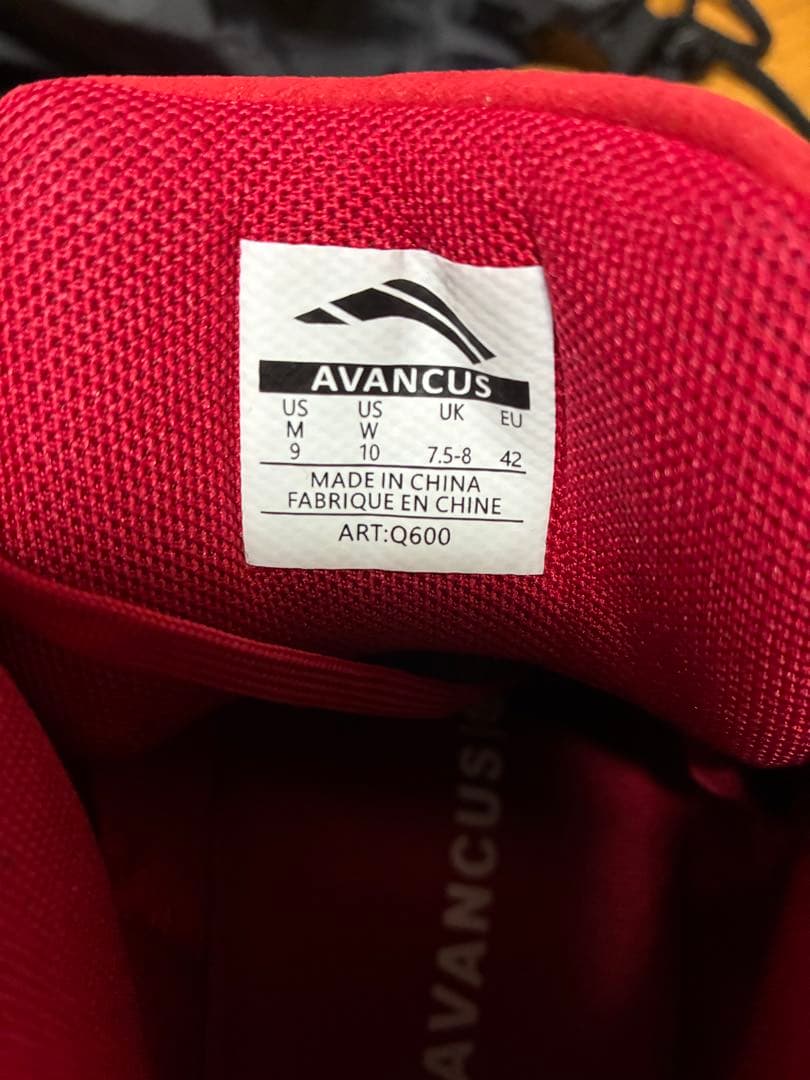 AVANCUS
US US UK EU
M W
9 10 7.5-8 42
MADE IN CHINA
FABRIQUE EN CHINE
ART:Q600
AVANCUS